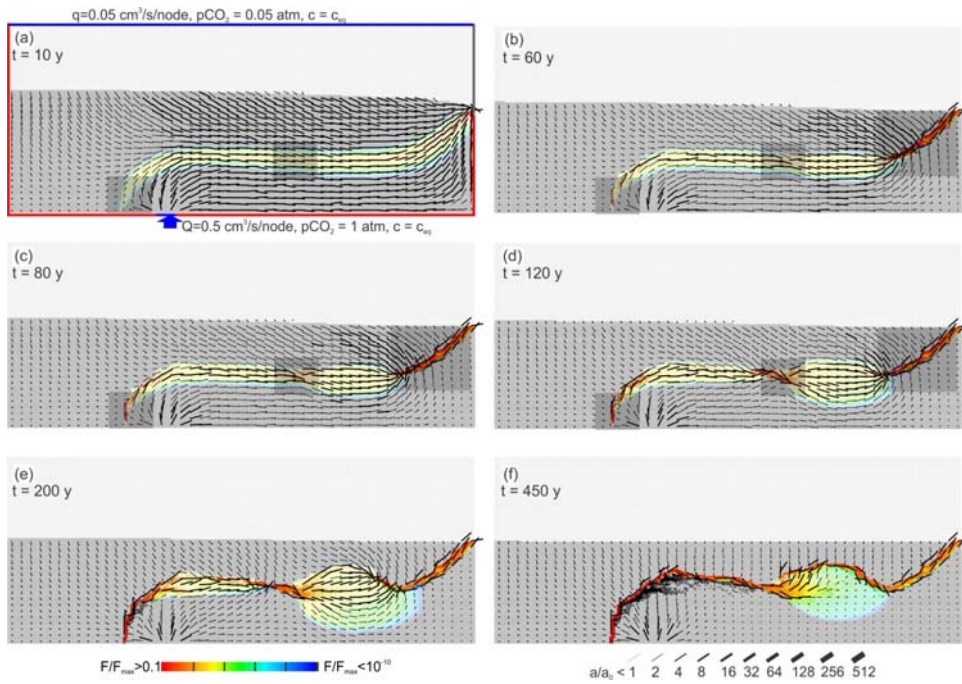 q=0.05 cm³/s/node, pCO₂ = 0.05 atm, c = c_eq
(a)
t = 10 y
Q=0.5 cm³/s/node, pCO₂ = 1 atm, c = c_eq
(b)
t = 60 y
(c)
t = 80 y
(d)
t = 120 y
(e)
t = 200 y
(f)
t = 450 y
F/F_max>0.1 F/F_max<10⁻¹⁰
a/a₀ < 1 2 4 8 16 32 64 128 256 512